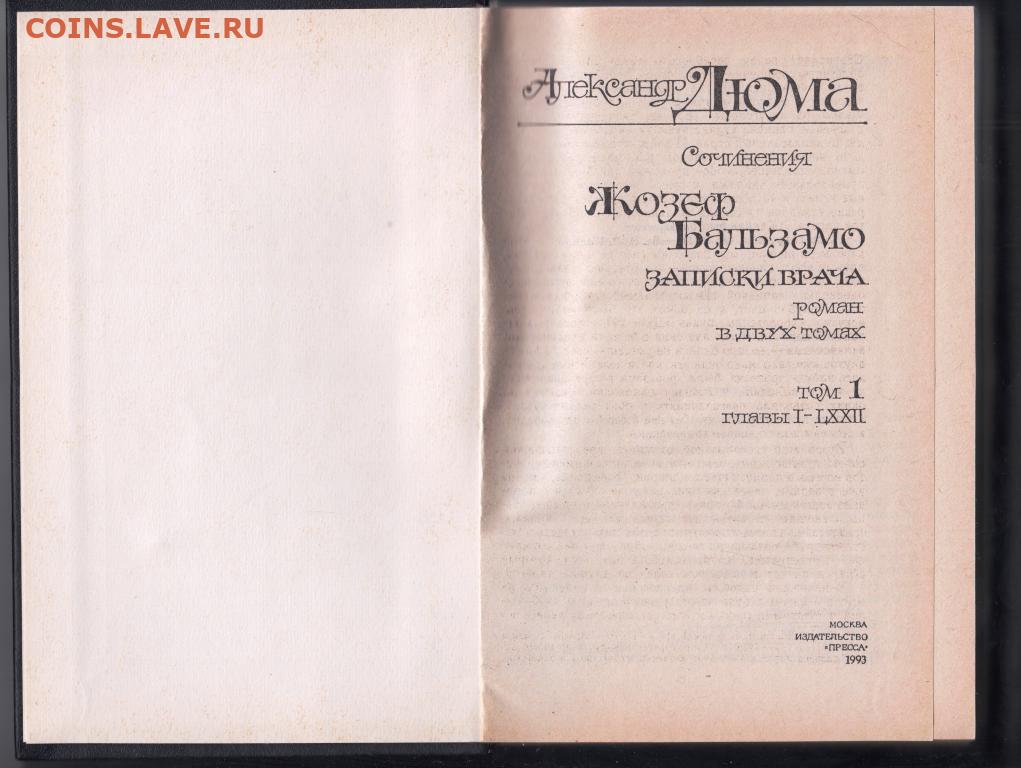 COINS.LAVE.RU
Александр Дюма
Сочинения
Жозеф
Бальзамо
ЗАПИСКИ ВРАЧА
роман
в двух томах
том 1
главы I–LXXII
МОСКВА
ИЗДАТЕЛЬСТВО
«ПРЕССА»
1993